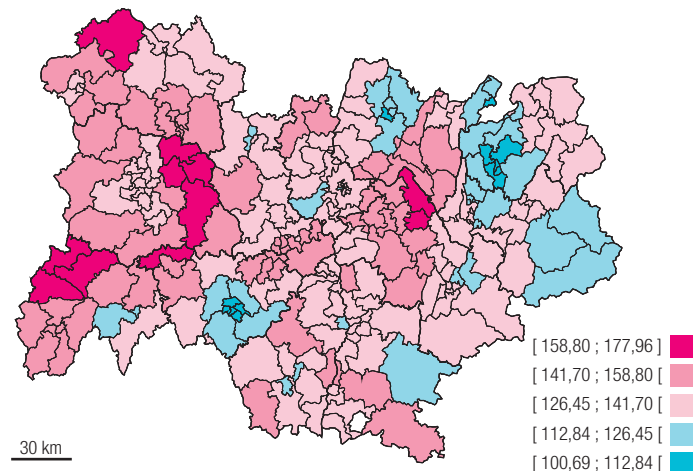 [ 158,80 ; 177,96 ]
[ 141,70 ; 158,80 [
[ 126,45 ; 141,70 [
[ 112,84 ; 126,45 [
[ 100,69 ; 112,84 [
30 km